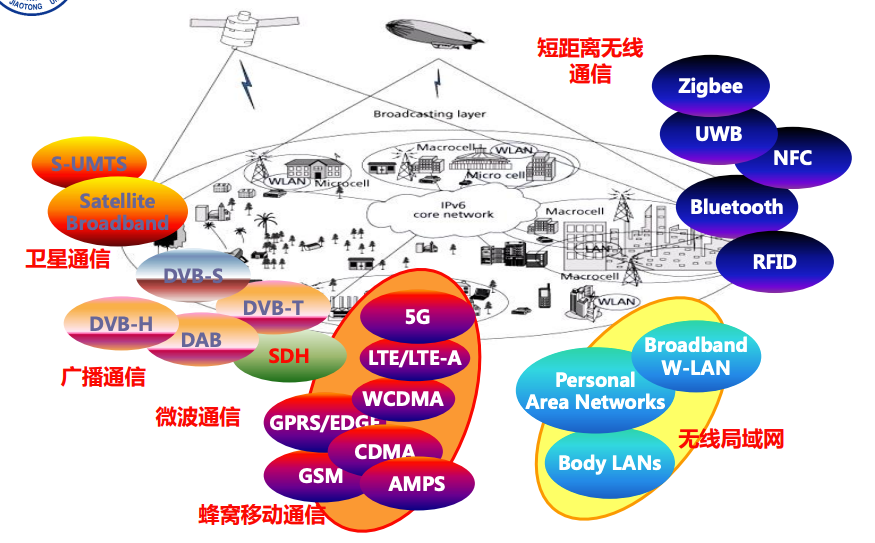 JIAOTONG
短距离无线
通信
Zigbee
UWB
NFC
Bluetooth
RFID
Broadcasting layer
S-UMTS
Satellite
Broadband
卫星通信
Macrocell
WLAN
WLAN
Microcell
Micro cell
IPv6
core network
Macrocell
LAN
Macrocell
WLAN
DVB-S
DVB-T
DVB-H
DAB
SDH
广播通信
微波通信
5G
LTE/LTE-A
WCDMA
GPRS/EDGE
CDMA
GSM
AMPS
蜂窝移动通信
Broadband
W-LAN
Personal
Area Networks
Body LANs
无线局域网